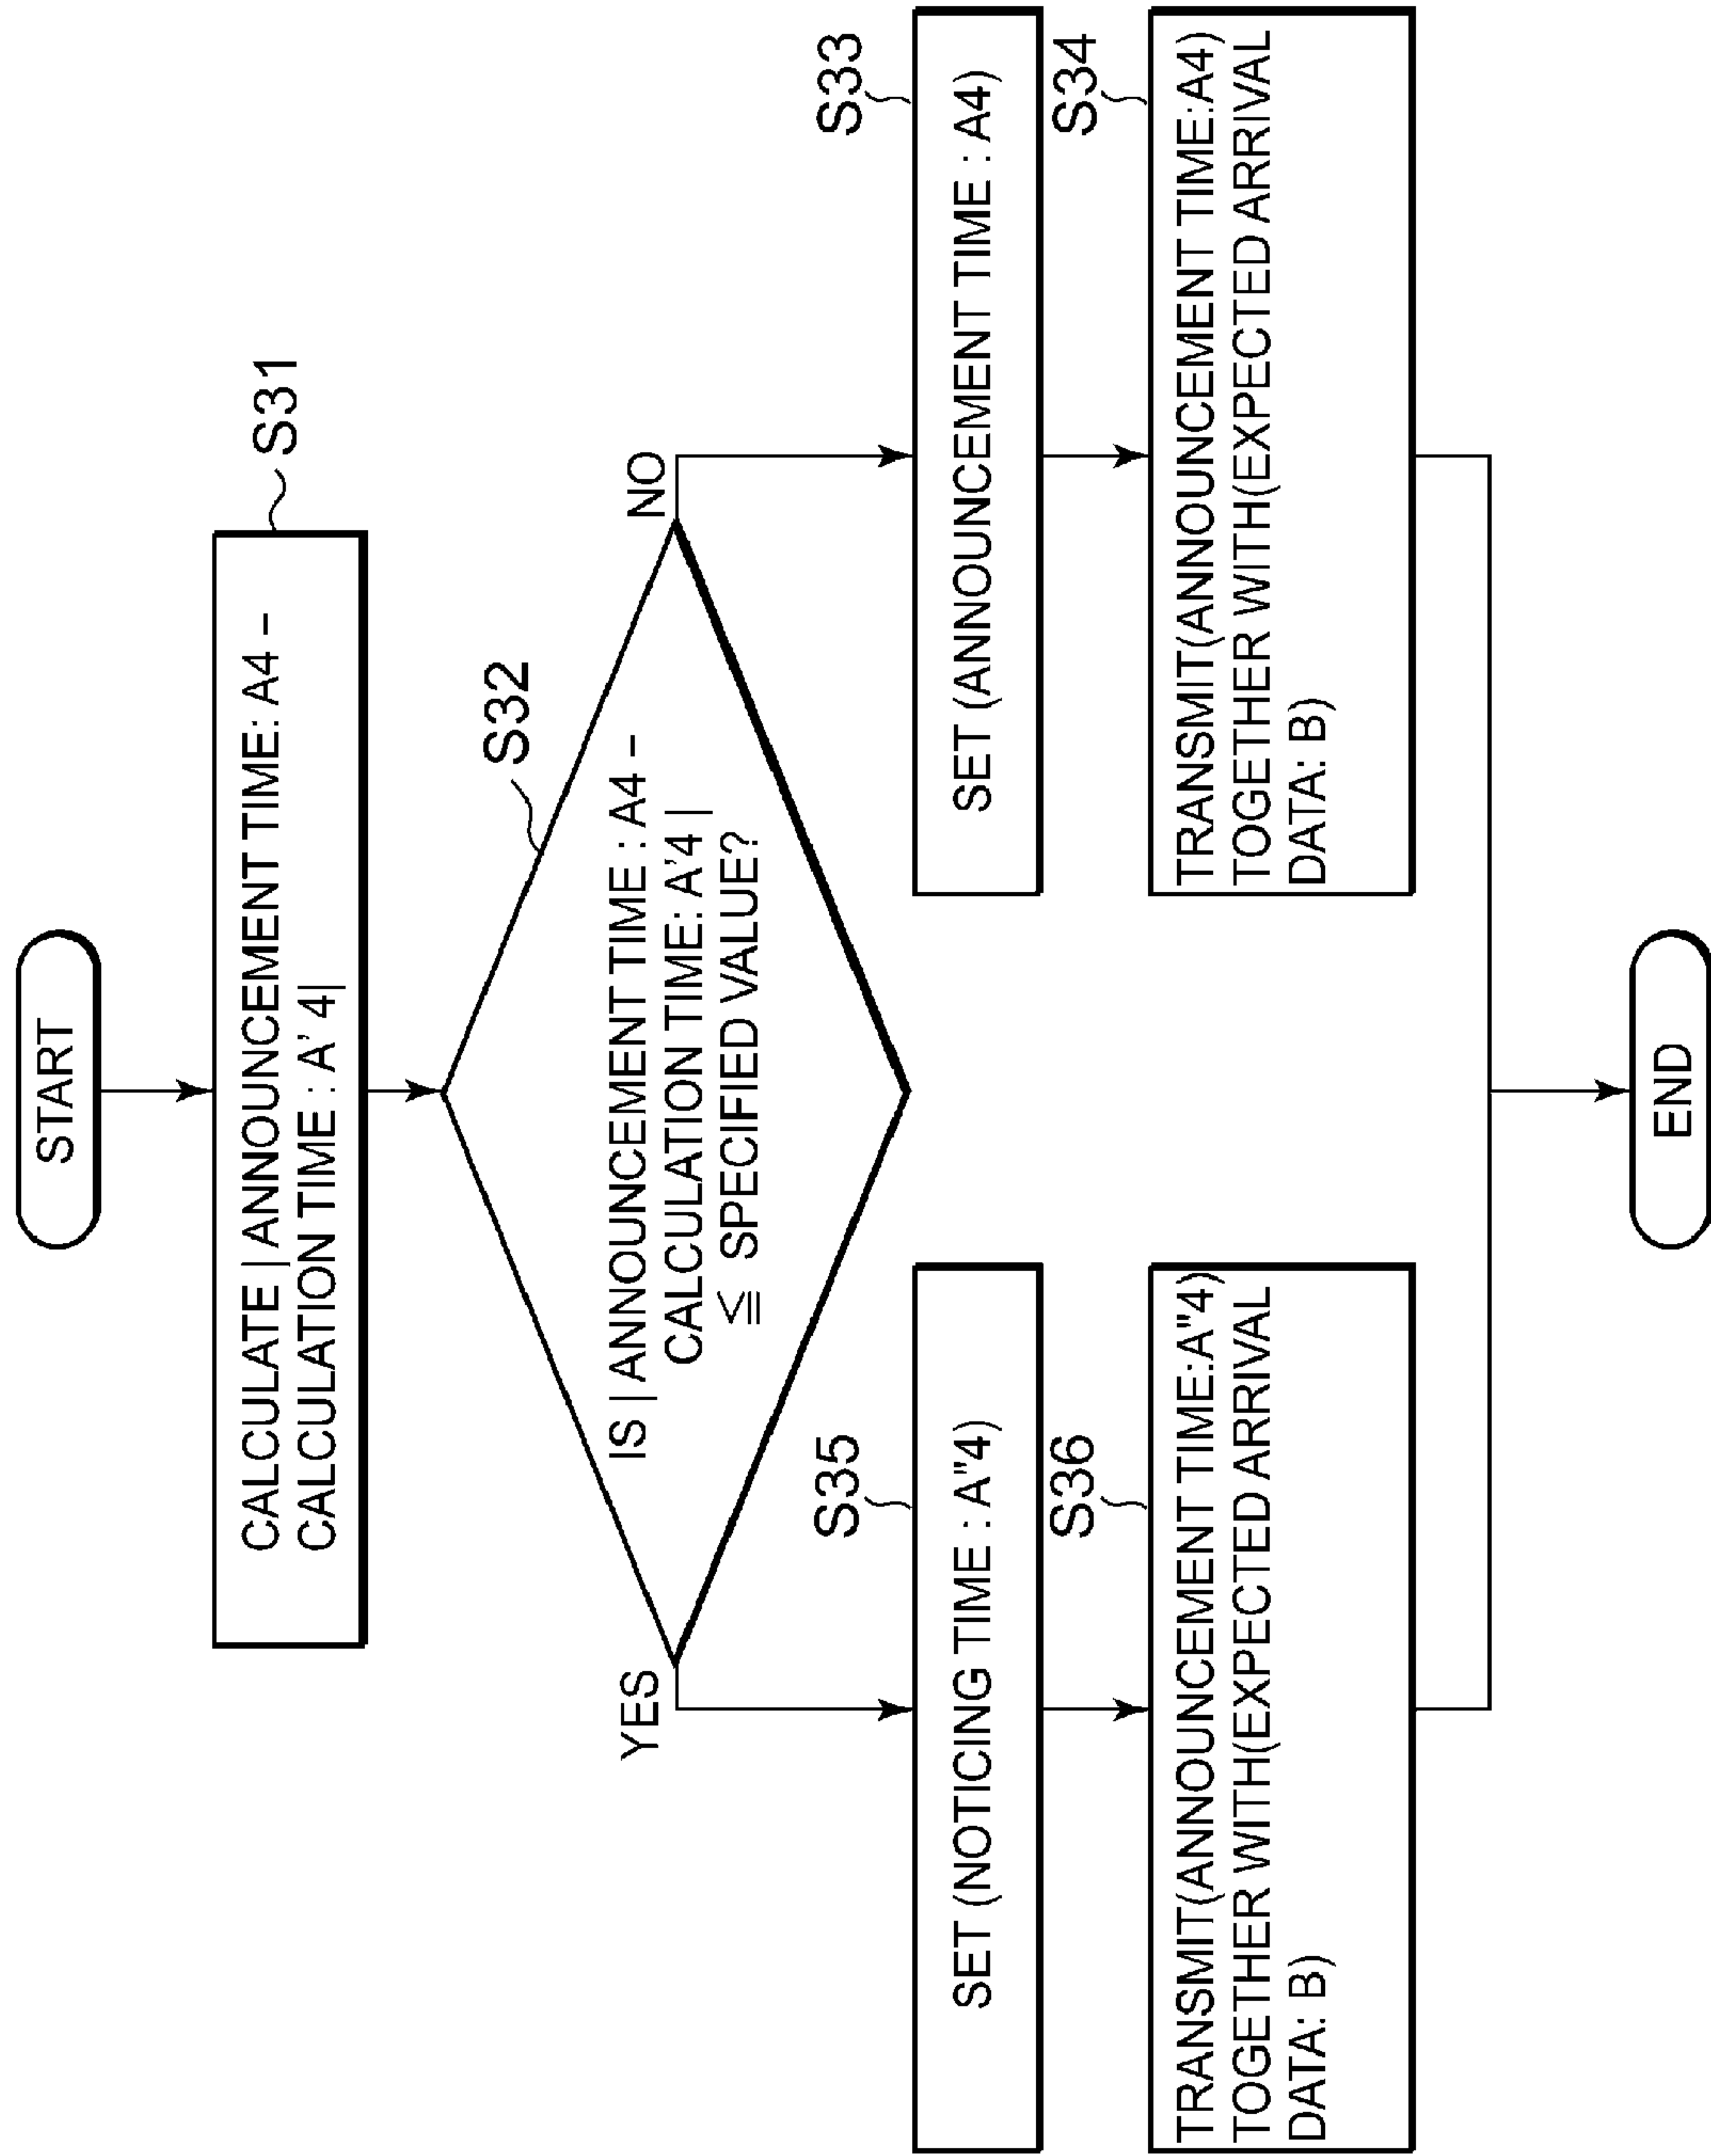 START
S31
CALCULATE | ANNOUNCEMENT TIME: A4 –
CALCULATION TIME : A' 4|
S32
IS | ANNOUNCEMENT TIME : A4 –
CALCULATION TIME: A'4 |
≦ SPECIFIED VALUE?
YES
NO
S35
SET (NOTICING TIME : A"4)
S33
SET (ANNOUNCEMENT TIME : A4)
S36
TRANSMIT(ANNOUNCEMENT TIME:A"4)
TOGETHER WITH(EXPECTED ARRIVAL
DATA: B)
S34
TRANSMIT(ANNOUNCEMENT TIME:A4)
TOGETHER WITH(EXPECTED ARRIVAL
DATA: B)
END